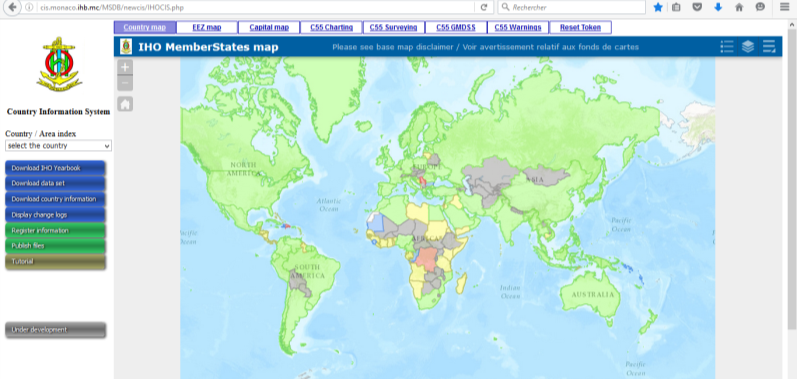 cis.monaco.ihb.mc/MSDB/newcis/IHOCIS.php
Rechercher
Country map
EEZ map
Capital map
C55 Charting
C55 Surveying
C55 GMDSS
C55 Warnings
Reset Token
IHO MemberStates map
Please see base map disclaimer / Voir avertissement relatif aux fonds de cartes
Country Information System
Country / Area index
select the country
Download IHO Yearbook
Download data set
Download country information
Display change logs
Register information
Publish files
Tutorial
Under development
NORTH
AMERICA
Atlantic
Ocean
EUROPE
ASIA
AFRICA
Pacific
Ocean
SOUTH
AMERICA
Indian
Ocean
AUSTRALIA
Pacific
Ocean